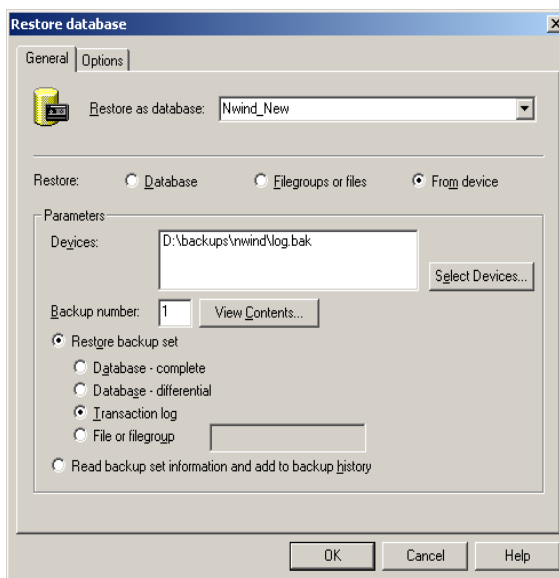 Restore database
General Options
Restore as database: Nwind_New
Restore: Database Filegroups or files From device
Parameters
Devices: D:\backups\nwind\log.bak
Select Devices...
Backup number: 1 View Contents...
Restore backup set
Database - complete
Database - differential
Transaction log
File or filegroup
Read backup set information and add to backup history
OK Cancel Help